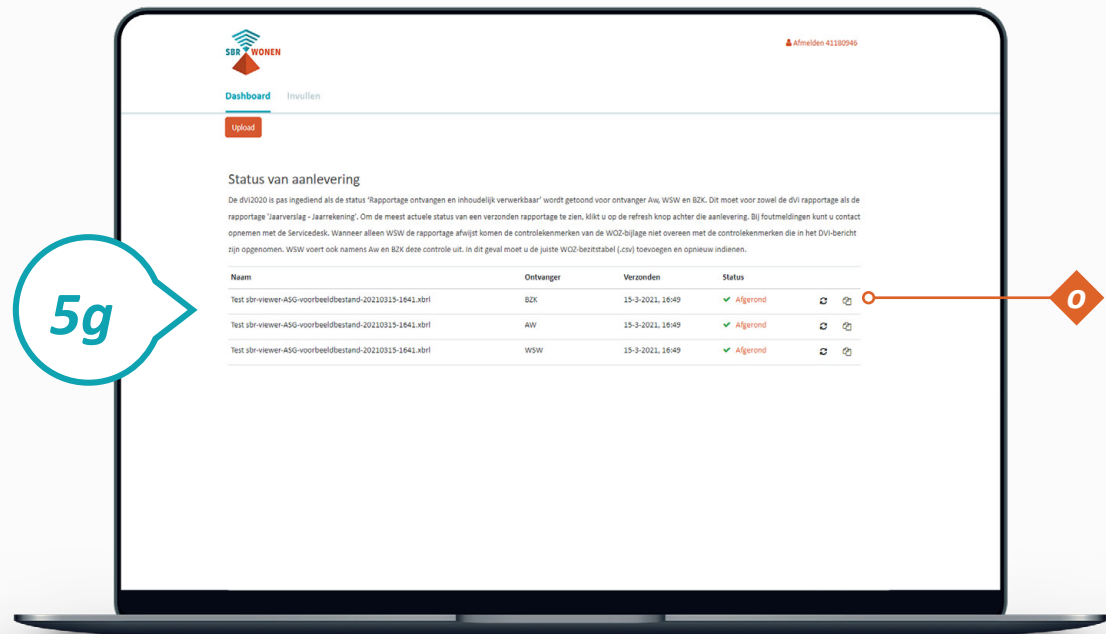 SBR WONEN
Afmelden 41180946
Dashboard Invullen
Upload
Status van aanlevering
De dVi2020 is pas ingediend als de status 'Rapportage ontvangen en inhoudelijk verwerkbaar' wordt getoond voor ontvanger Aw, WSW en BZK. Dit moet voor zowel de dVi rapportage als de
rapportage 'Jaarverslag - Jaarrekening'. Om de meest actuele status van een verzonden rapportage te zien, klikt u op de refresh knop achter die aanlevering. Bij foutmeldingen kunt u contact
opnemen met de Servicedesk. Wanneer alleen WSW de rapportage afwijst komen de controlekenmerken van de WOZ-bijlage niet overeen met de controlekenmerken die in het DVI-bericht
zijn opgenomen. WSW voert ook namens Aw en BZK deze controle uit. In dit geval moet u de juiste WOZ-bezitstabel (.csv) toevoegen en opnieuw indienen.
Naam Ontvanger Verzonden Status
Test sbr-viewer-ASG-voorbeeldbestand-20210315-1641.xbrl BZK 15-3-2021, 16:49 Afgerond
Test sbr-viewer-ASG-voorbeeldbestand-20210315-1641.xbrl AW 15-3-2021, 16:49 Afgerond
Test sbr-viewer-ASG-voorbeeldbestand-20210315-1641.xbrl WSW 15-3-2021, 16:49 Afgerond
5g
o